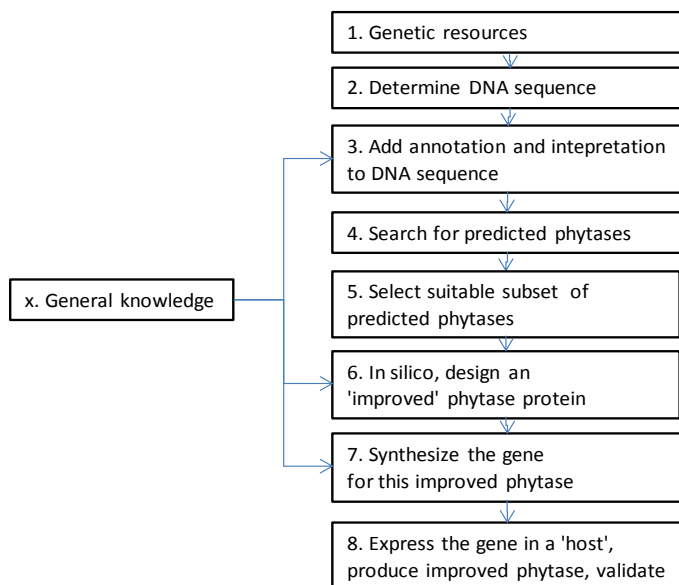 1. Genetic resources
2. Determine DNA sequence
3. Add annotation and intepretation
to DNA sequence
4. Search for predicted phytases
x. General knowledge
5. Select suitable subset of
predicted phytases
6. In silico, design an
'improved' phytase protein
7. Synthesize the gene
for this improved phytase
8. Express the gene in a 'host',
produce improved phytase, validate